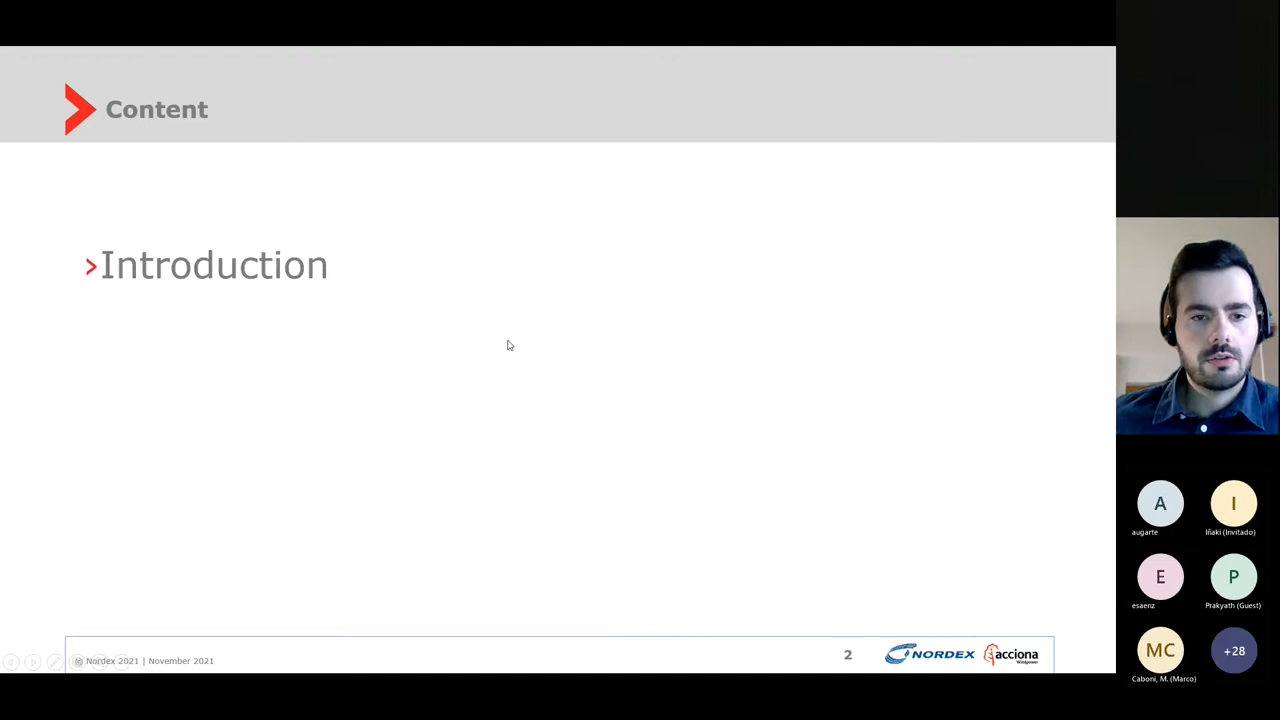 Content
Introduction
© Nordex 2021 | November 2021
2
NORDEX
acciona
Windpower
A
augarte
I
Iñaki (Invitado)
E
esaenz
P
Prakyath (Guest)
MC
Caboni, M. (Marco)
+28